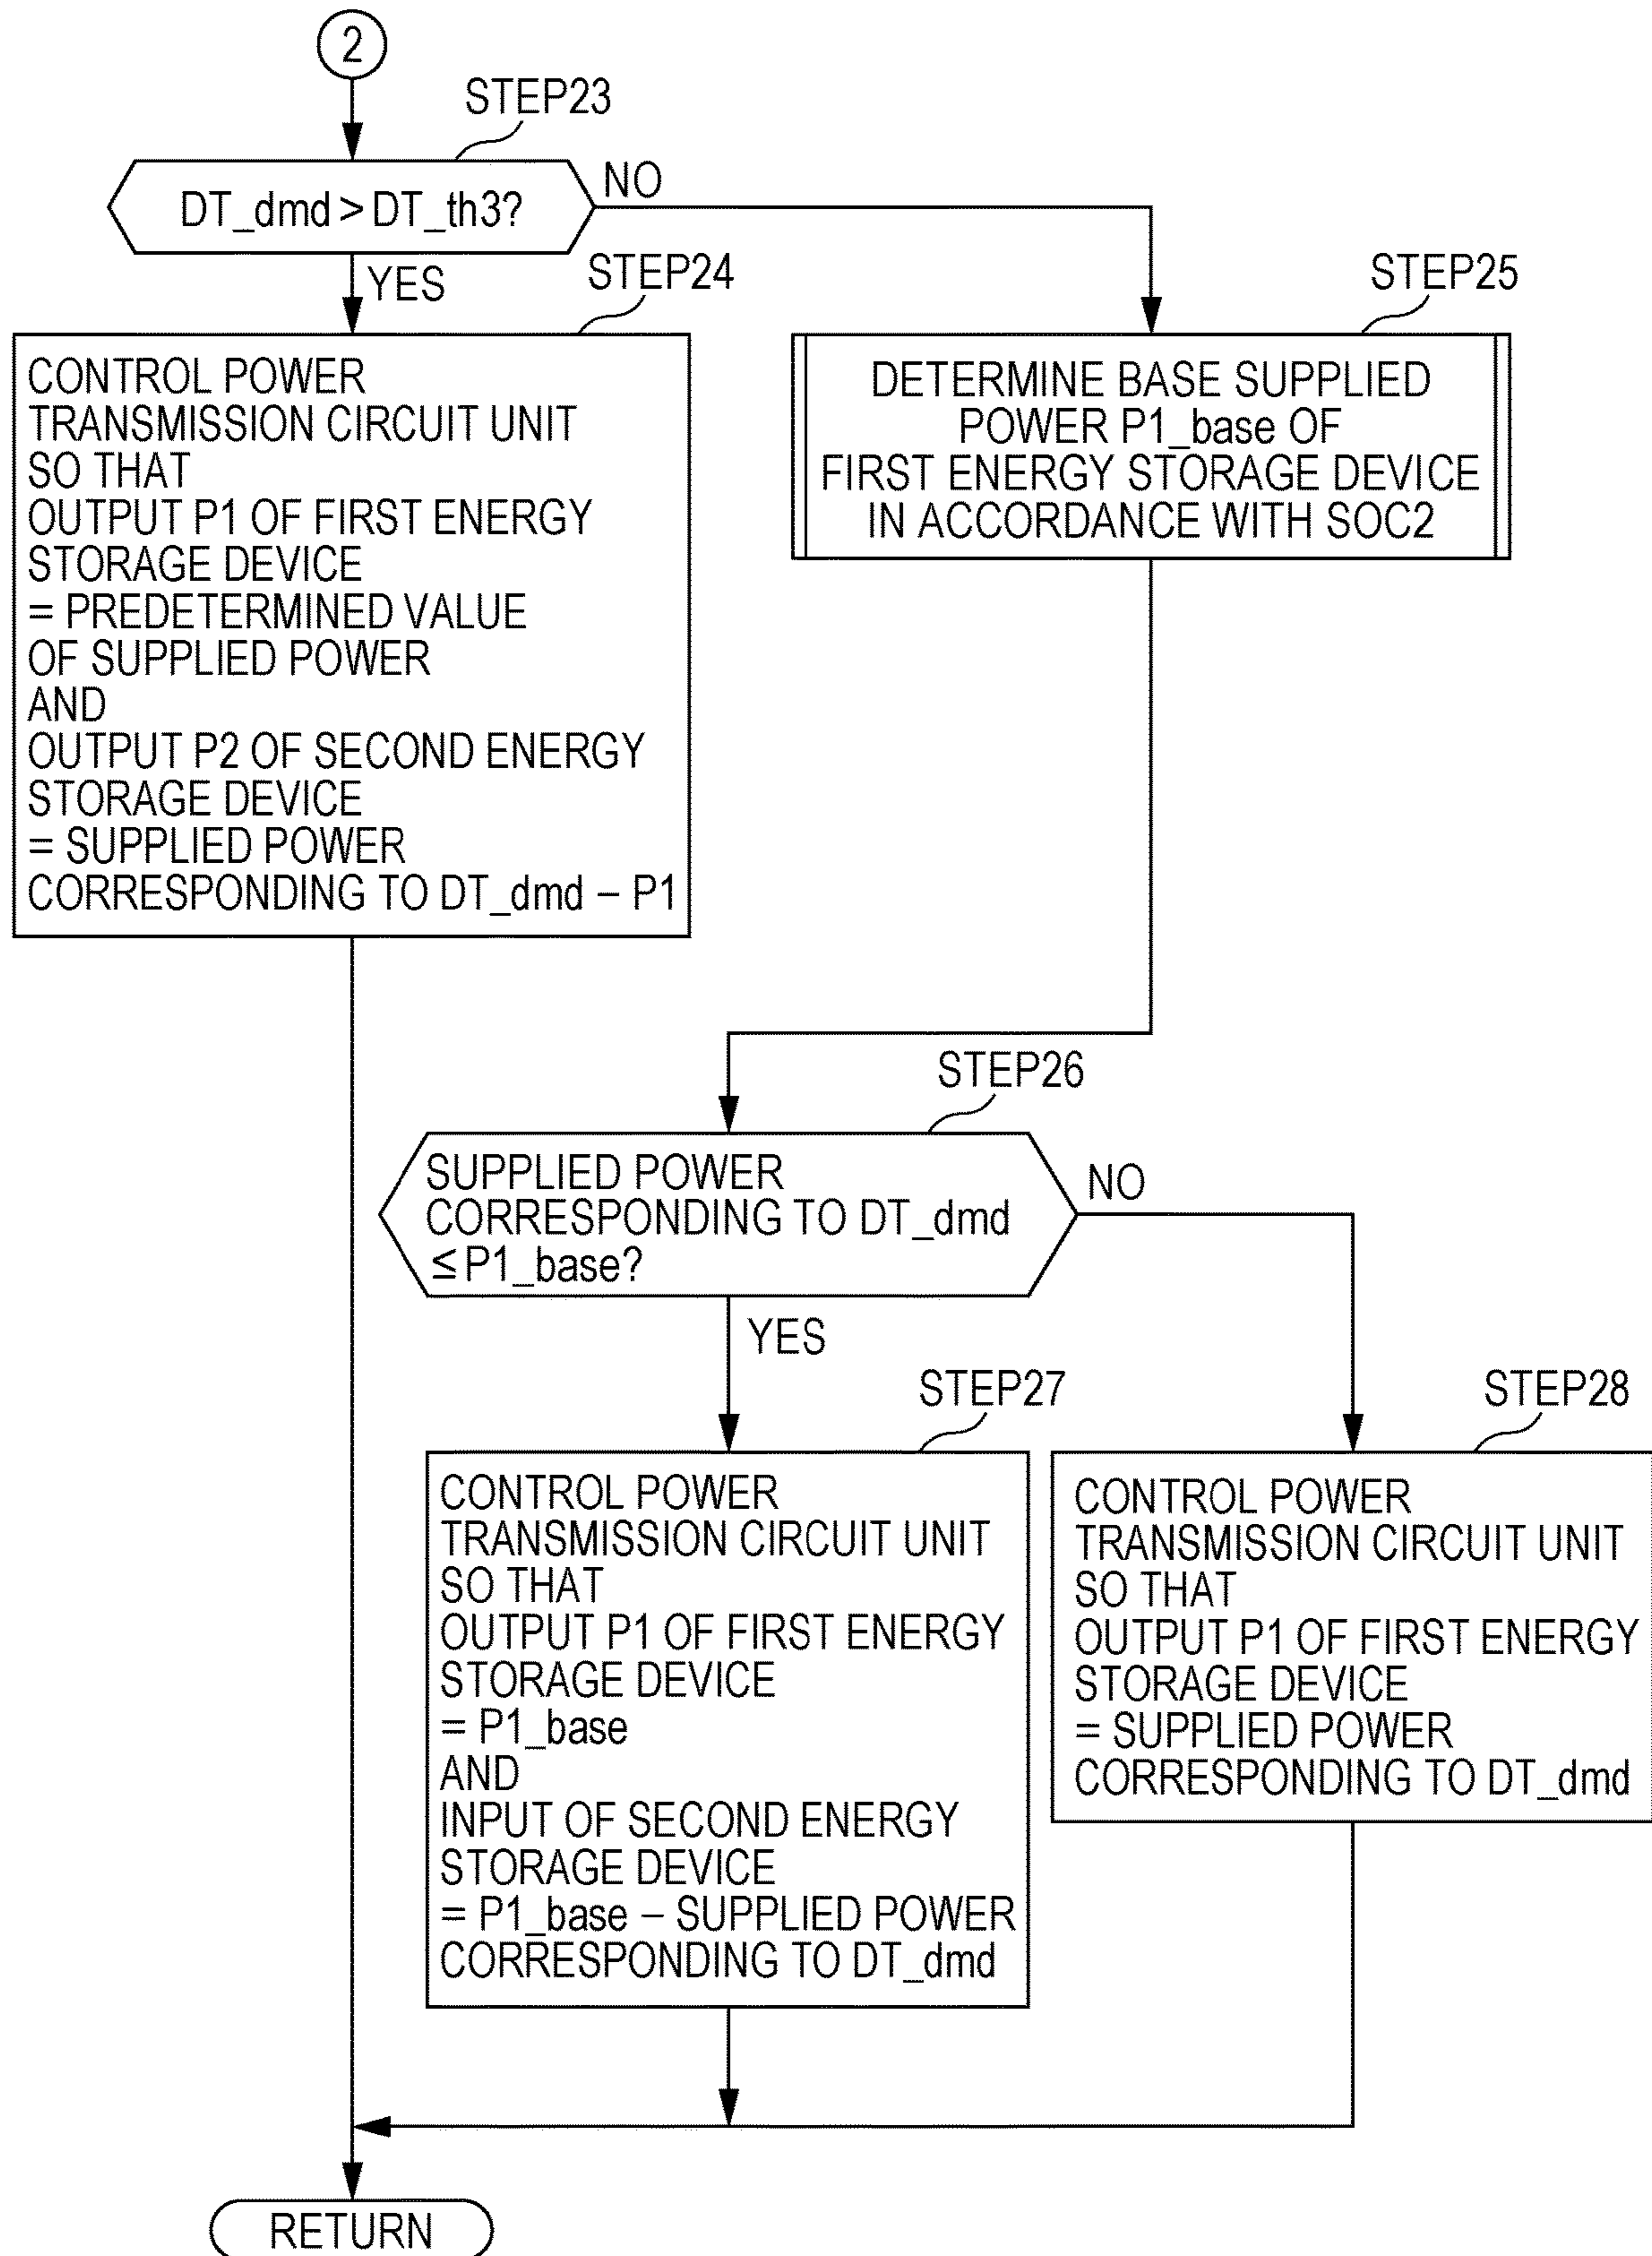 2
STEP23
DT_dmd > DT_th3?
NO
YES
STEP24
STEP25
CONTROL POWER
TRANSMISSION CIRCUIT UNIT
SO THAT
OUTPUT P1 OF FIRST ENERGY
STORAGE DEVICE
= PREDETERMINED VALUE
OF SUPPLIED POWER
AND
OUTPUT P2 OF SECOND ENERGY
STORAGE DEVICE
= SUPPLIED POWER
CORRESPONDING TO DT_dmd – P1
DETERMINE BASE SUPPLIED
POWER P1_base OF
FIRST ENERGY STORAGE DEVICE
IN ACCORDANCE WITH SOC2
STEP26
SUPPLIED POWER
CORRESPONDING TO DT_dmd
≤ P1_base?
NO
YES
STEP27
STEP28
CONTROL POWER
TRANSMISSION CIRCUIT UNIT
SO THAT
OUTPUT P1 OF FIRST ENERGY
STORAGE DEVICE
= P1_base
AND
INPUT OF SECOND ENERGY
STORAGE DEVICE
= P1_base – SUPPLIED POWER
CORRESPONDING TO DT_dmd
CONTROL POWER
TRANSMISSION CIRCUIT UNIT
SO THAT
OUTPUT P1 OF FIRST ENERGY
STORAGE DEVICE
= SUPPLIED POWER
CORRESPONDING TO DT_dmd
RETURN